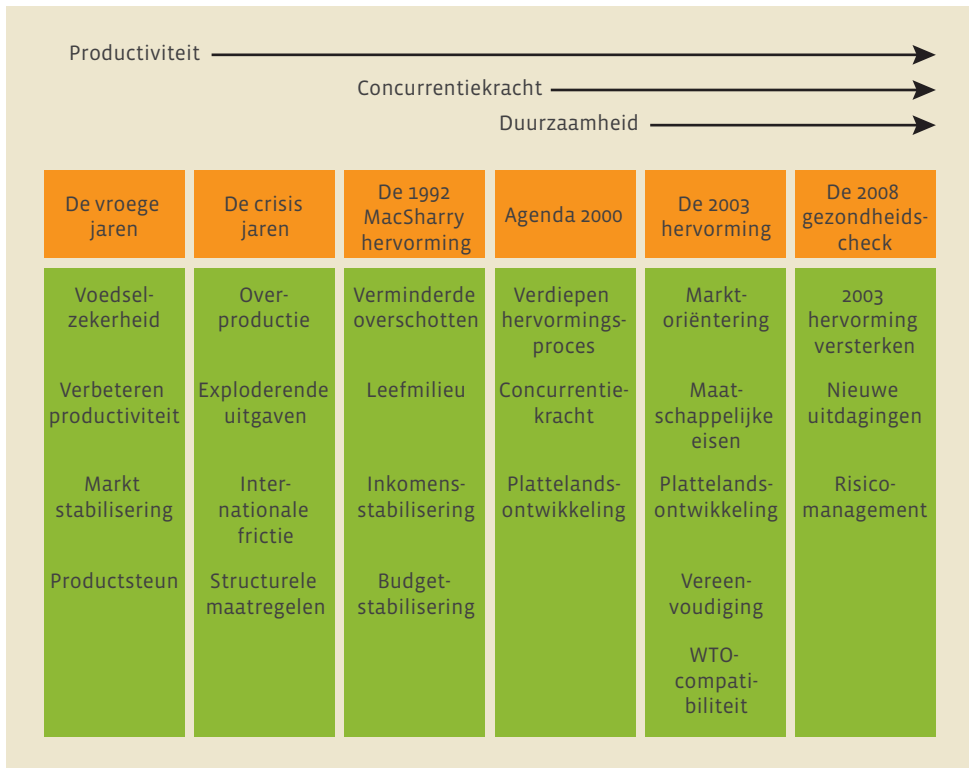 Productiviteit
Concurrentiekracht
Duurzaamheid
De vroege
jaren
De crisis
jaren
De 1992
MacSharry
hervorming
Agenda 2000
De 2003
hervorming
De 2008
gezondheids-
check
Voedsel-
zekerheid
Verbeteren
productiviteit
Markt
stabilisering
Productsteun
Over-
productie
Exploderende
uitgaven
Inter-
nationale
frictie
Structurele
maatregelen
Verminderde
overschotten
Leefmilieu
Inkomens-
stabilisering
Budget-
stabilisering
Verdiepen
hervormings-
proces
Concurrentie-
kracht
Plattelands-
ontwikkeling
Markt-
oriëntering
Maat-
schappelijke
eisen
Plattelands-
ontwikkeling
Vereen-
voudiging
WTO-
compati-
biliteit
2003
hervorming
versterken
Nieuwe
uitdagingen
Risico-
management